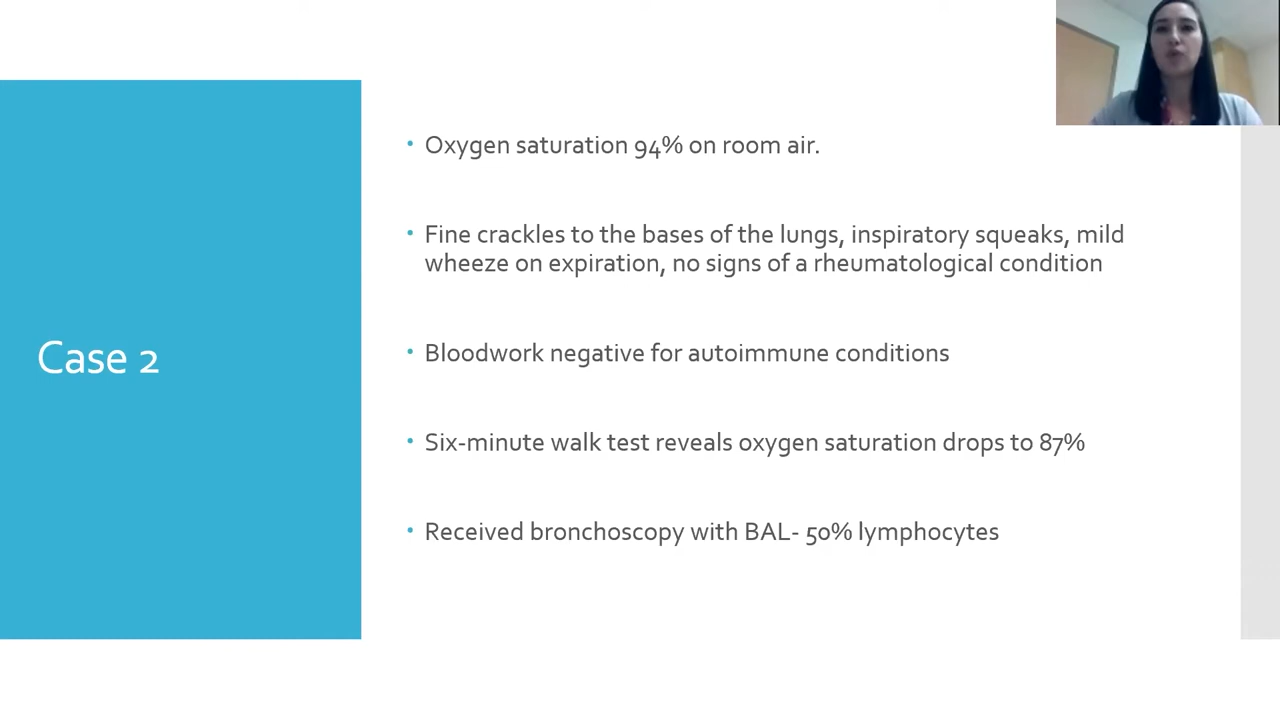 Case 2
• Oxygen saturation 94% on room air.
• Fine crackles to the bases of the lungs, inspiratory squeaks, mild
wheeze on expiration, no signs of a rheumatological condition
• Bloodwork negative for autoimmune conditions
• Six-minute walk test reveals oxygen saturation drops to 87%
• Received bronchoscopy with BAL- 50% lymphocytes